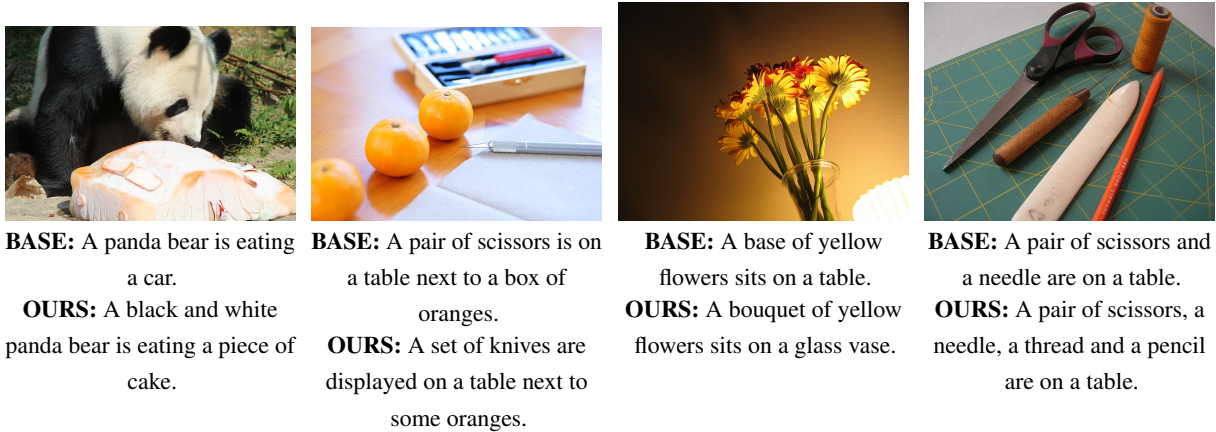 BASE: A panda bear is eating
a car.
OURS: A black and white
panda bear is eating a piece of
cake.
BASE: A pair of scissors is on
a table next to a box of
oranges.
OURS: A set of knives are
displayed on a table next to
some oranges.
BASE: A base of yellow
flowers sits on a table.
OURS: A bouquet of yellow
flowers sits on a glass vase.
BASE: A pair of scissors and
a needle are on a table.
OURS: A pair of scissors, a
needle, a thread and a pencil
are on a table.